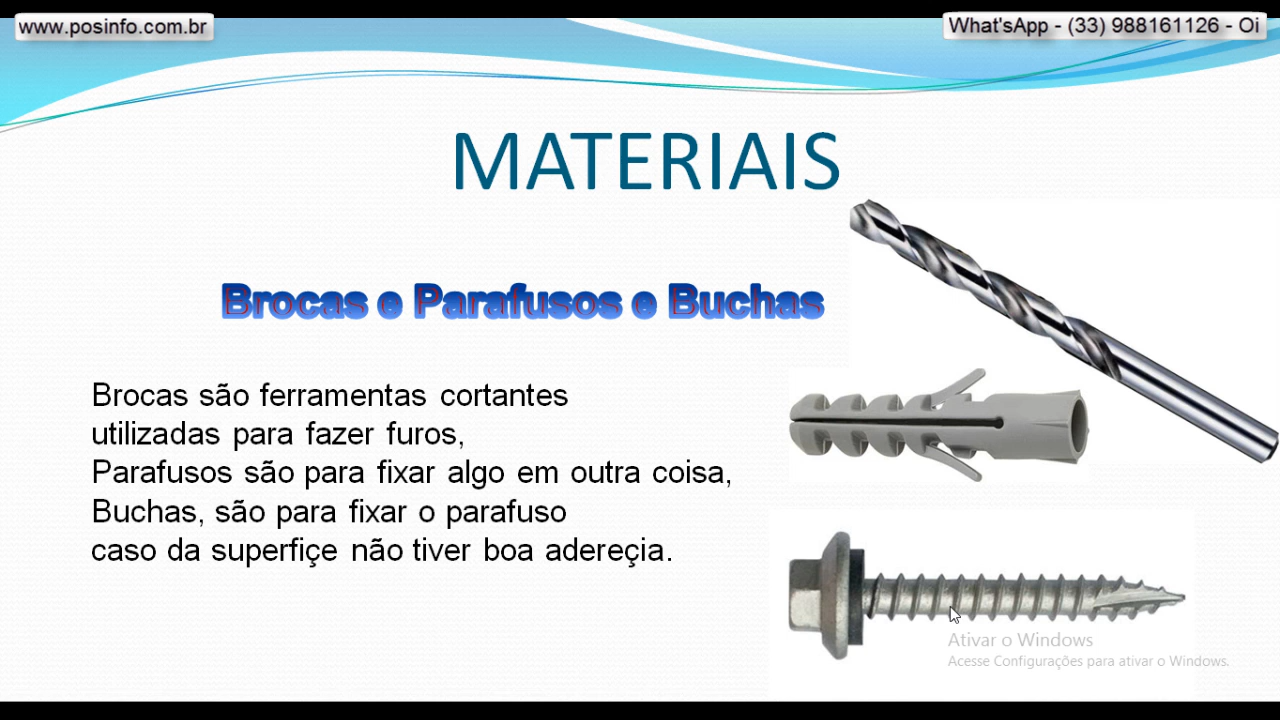 www.posinfo.com.br
What'sApp - (33) 988161126 - Oi
MATERIAIS
Brocas e Parafusos e Buchas
Brocas são ferramentas cortantes
utilizadas para fazer furos,
Parafusos são para fixar algo em outra coisa,
Buchas, são para fixar o parafuso
caso da superfiçe não tiver boa adereçia.
Ativar o Windows
Acesse Configurações para ativar o Windows.